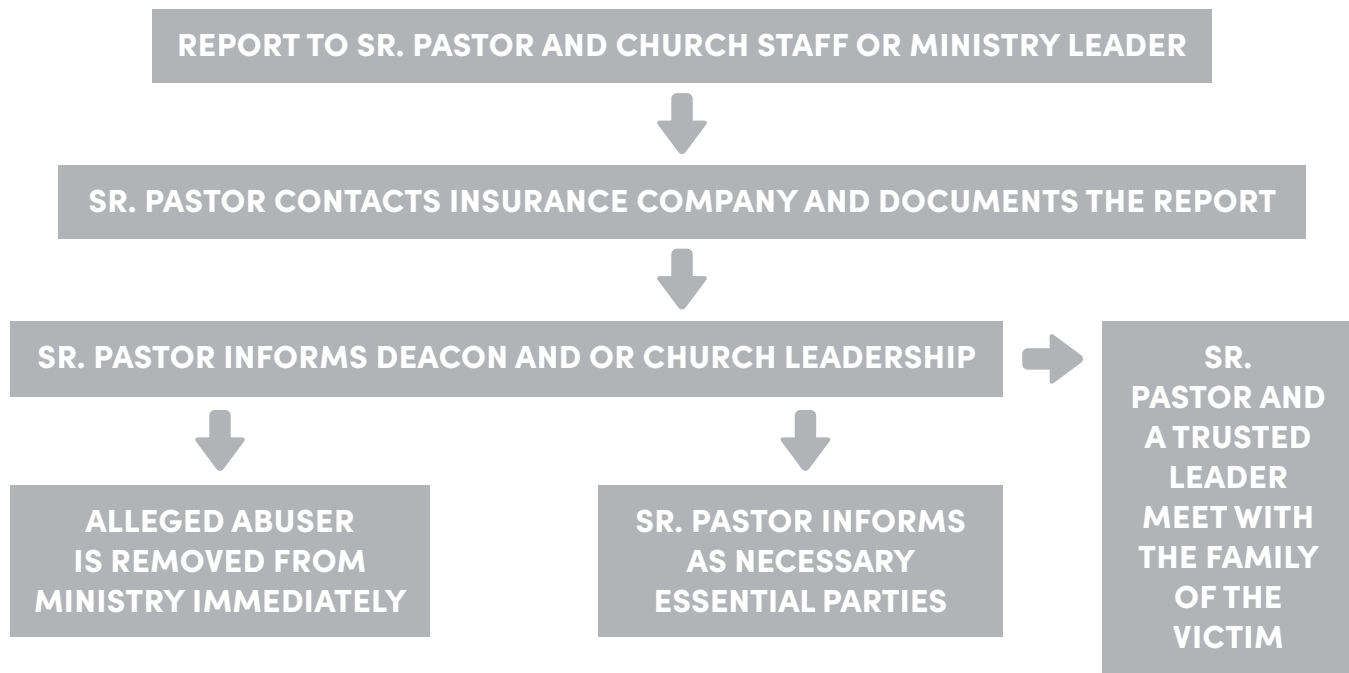 REPORT TO SR. PASTOR AND CHURCH STAFF OR MINISTRY LEADER
SR. PASTOR CONTACTS INSURANCE COMPANY AND DOCUMENTS THE REPORT
SR. PASTOR INFORMS DEACON AND OR CHURCH LEADERSHIP
ALLEGED ABUSER
IS REMOVED FROM
MINISTRY IMMEDIATELY
SR. PASTOR INFORMS
AS NECESSARY
ESSENTIAL PARTIES
SR.
PASTOR AND
A TRUSTED
LEADER
MEET WITH
THE FAMILY
OF THE
VICTIM